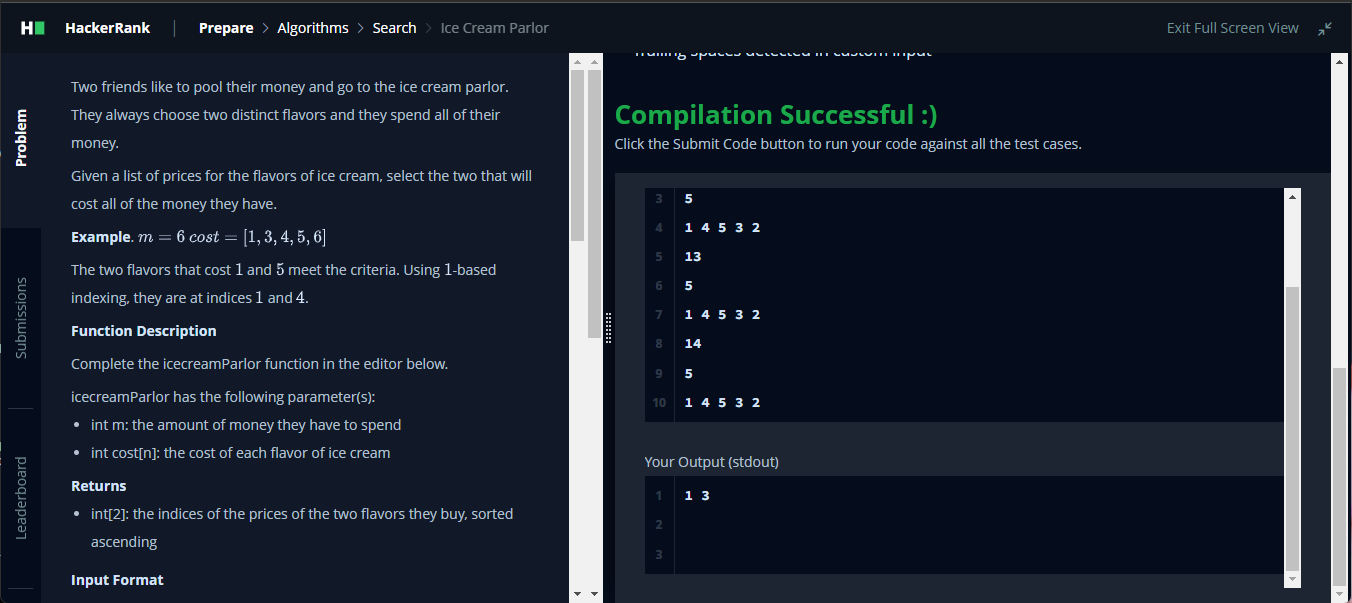 H HackerRank | Prepare > Algorithms > Search > Ice Cream Parlor Exit Full Screen View
Problem
Submissions
Leaderboard
Two friends like to pool their money and go to the ice cream parlor.
They always choose two distinct flavors and they spend all of their
money.
Given a list of prices for the flavors of ice cream, select the two that will
cost all of the money they have.
Example. m = 6 cost = [1, 3, 4, 5, 6]
The two flavors that cost 1 and 5 meet the criteria. Using 1-based
indexing, they are at indices 1 and 4.
Function Description
Complete the icecreamParlor function in the editor below.
icecreamParlor has the following parameter(s):
• int m: the amount of money they have to spend
• int cost[n]: the cost of each flavor of ice cream
Returns
• int[2]: the indices of the prices of the two flavors they buy, sorted
ascending
Input Format
Trailing spaces detected in custom input
Compilation Successful :)
Click the Submit Code button to run your code against all the test cases.
3 5
4 1 4 5 3 2
5 13
6 5
7 1 4 5 3 2
8 14
9 5
10 1 4 5 3 2
Your Output (stdout)
1 1 3
2
3